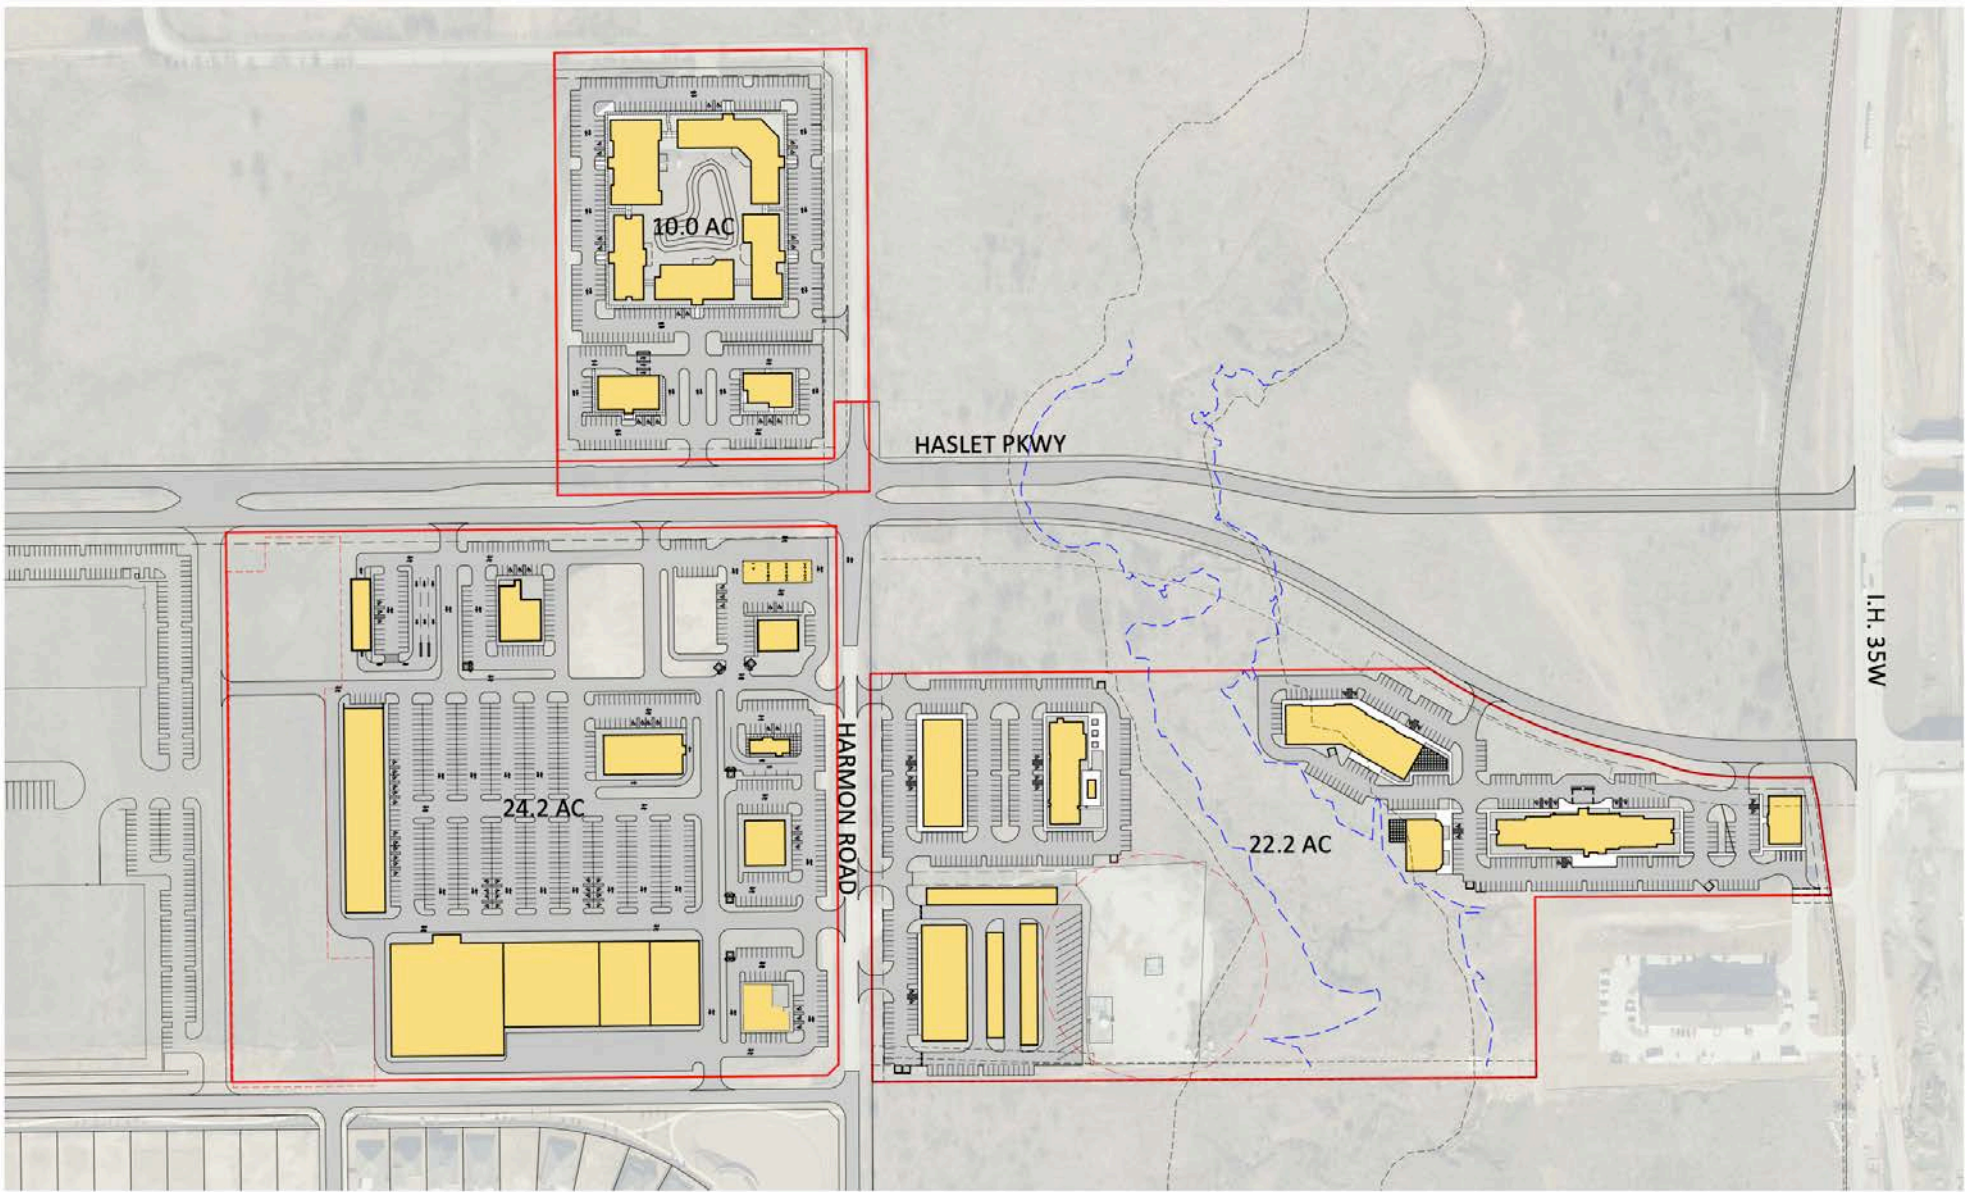 10.0 AC
HASLET PKWY
I.H. 35W
HARMON ROAD
24.2 AC
22.2 AC